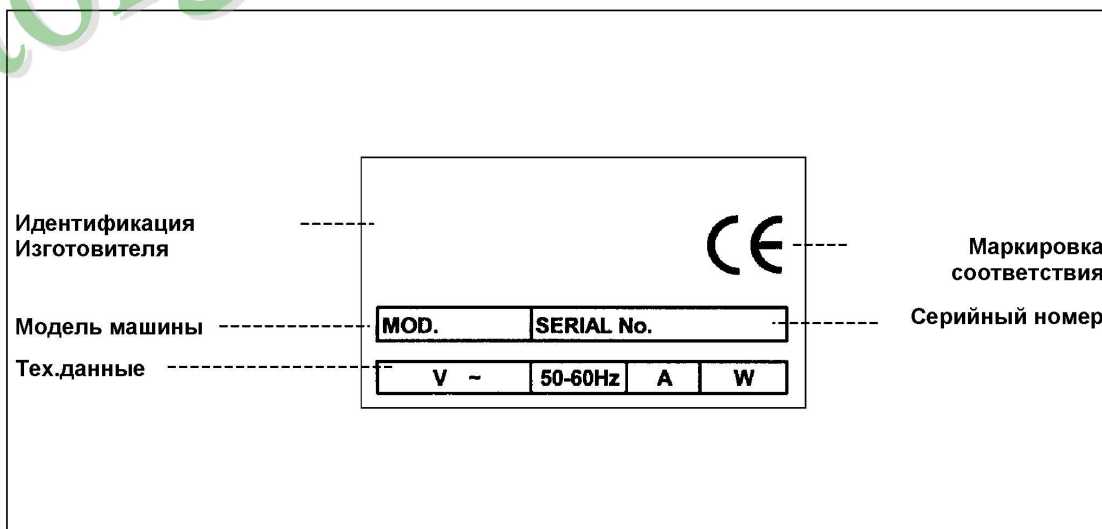 Идентификация
Изготовителя
CE
Маркировка
соответствия
Модель машины
MOD.
SERIAL No.
Серийный номер
Тех.данные
V ~
50-60Hz
A
W